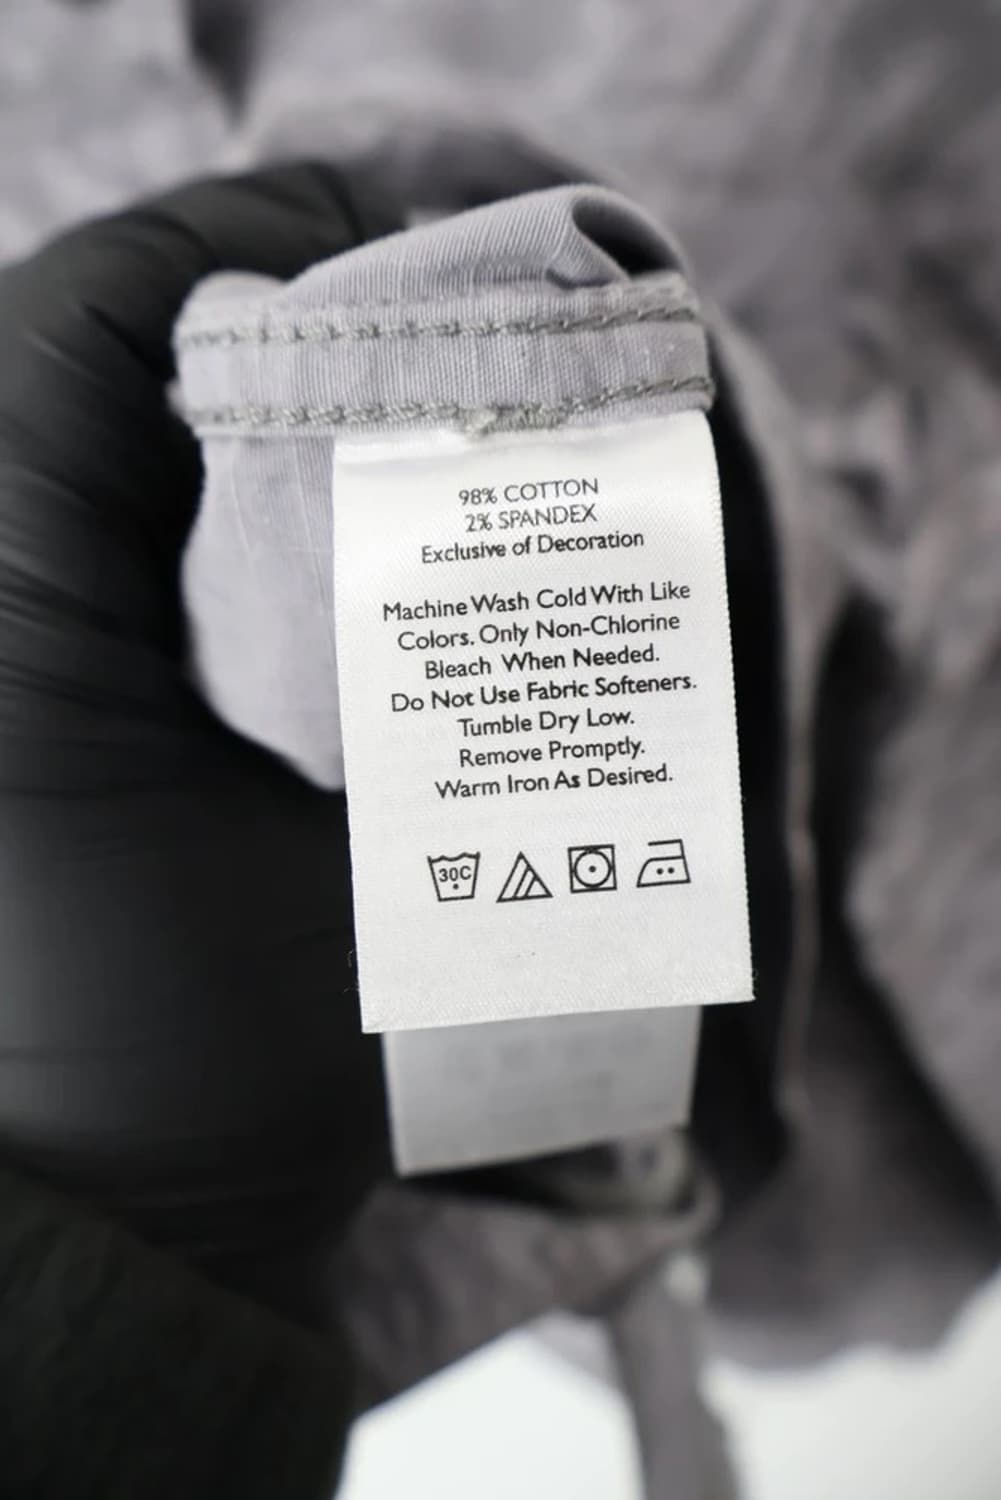 98% COTTON
2% SPANDEX
Exclusive of Decoration
Machine Wash Cold With Like
Colors. Only Non-Chlorine
Bleach When Needed.
Do Not Use Fabric Softeners.
Tumble Dry Low.
Remove Promptly.
Warm Iron As Desired.
30C